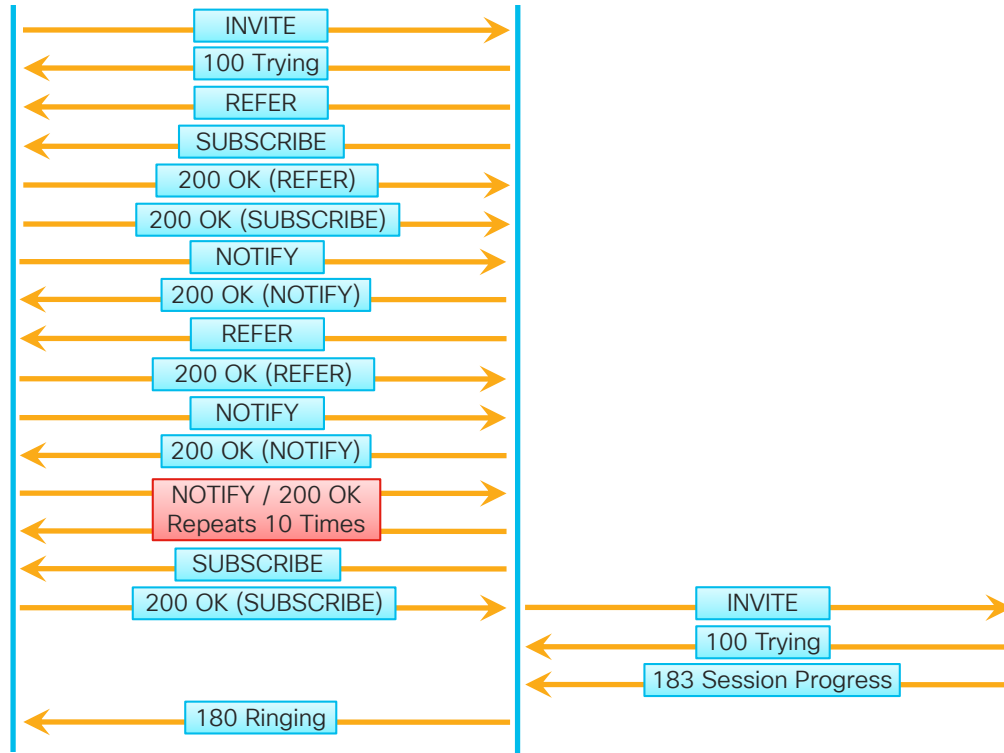 INVITE
100 Trying
REFER
SUBSCRIBE
200 OK (REFER)
200 OK (SUBSCRIBE)
NOTIFY
200 OK (NOTIFY)
REFER
200 OK (REFER)
NOTIFY
200 OK (NOTIFY)
NOTIFY / 200 OK
Repeats 10 Times
SUBSCRIBE
200 OK (SUBSCRIBE)
INVITE
100 Trying
183 Session Progress
180 Ringing